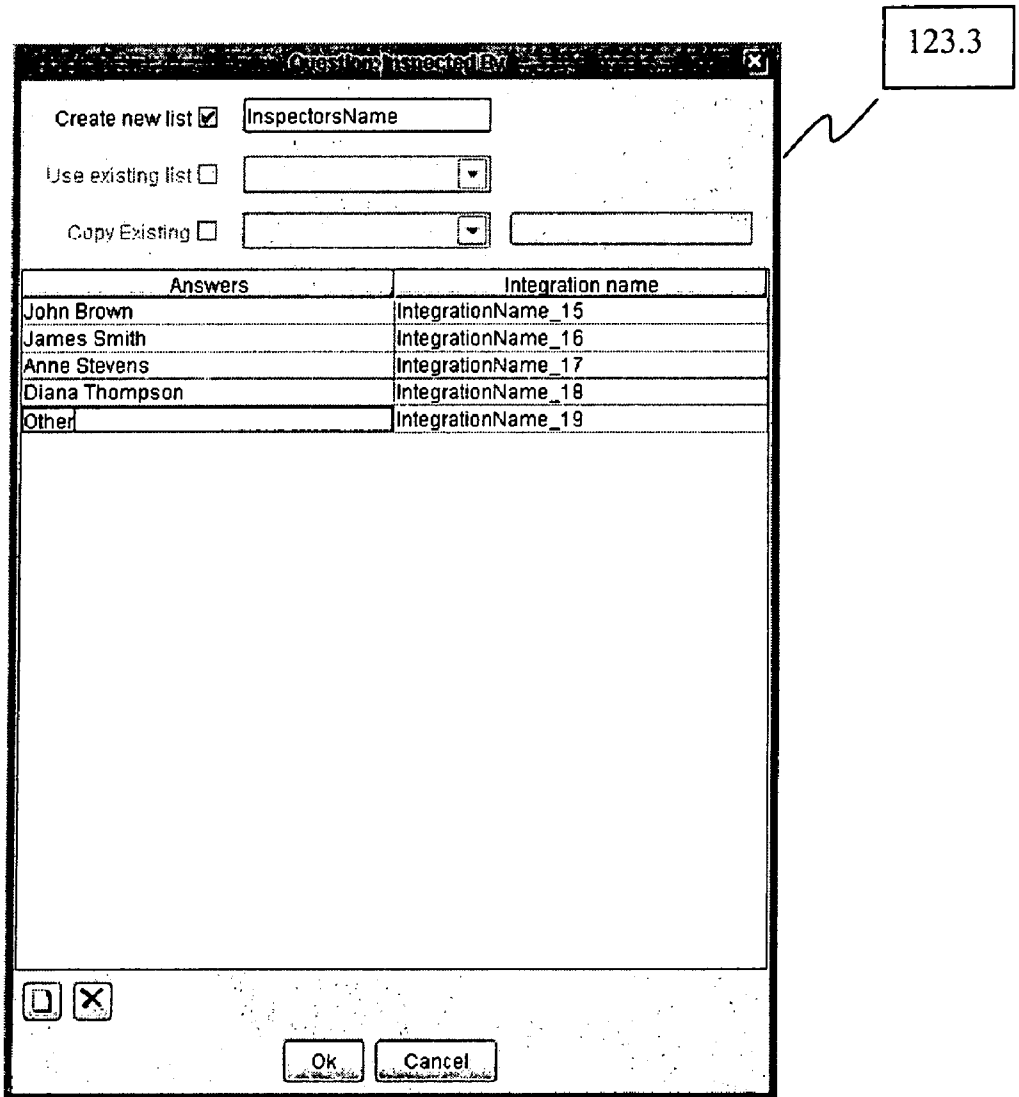 123.3
Question: Inspected By
Create new list InspectorsName
Use existing list
Copy Existing
Answers Integration name
John Brown IntegrationName_15
James Smith IntegrationName_16
Anne Stevens IntegrationName_17
Diana Thompson IntegrationName_18
Other IntegrationName_19
Ok Cancel